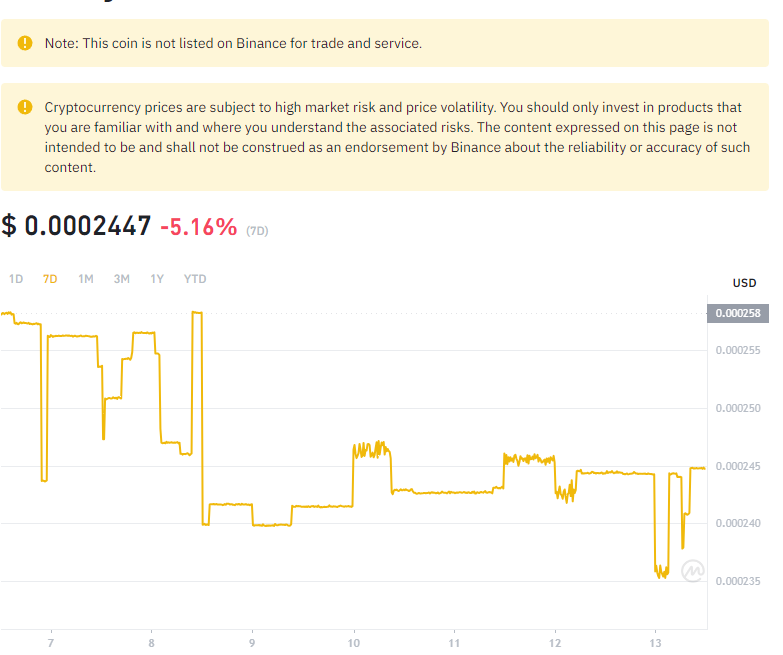 Note: This coin is not listed on Binance for trade and service.
Cryptocurrency prices are subject to high market risk and price volatility. You should only invest in products that
you are familiar with and where you understand the associated risks. The content expressed on this page is not
intended to be and shall not be construed as an endorsement by Binance about the reliability or accuracy of such
content.
$ 0.0002447 -5.16% (7D)
1D 7D 1M 3M 1Y YTD
USD
0.000258
0.000255
0.000250
0.000245
0.000240
0.000235
7 8 9 10 11 12 13